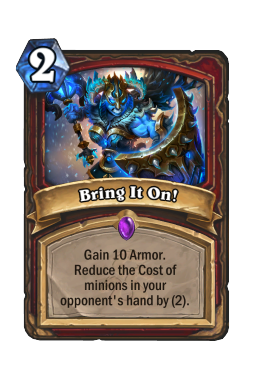 2
Bring It On!
Gain 10 Armor.
Reduce the Cost of
minions in your
opponent's hand by (2).